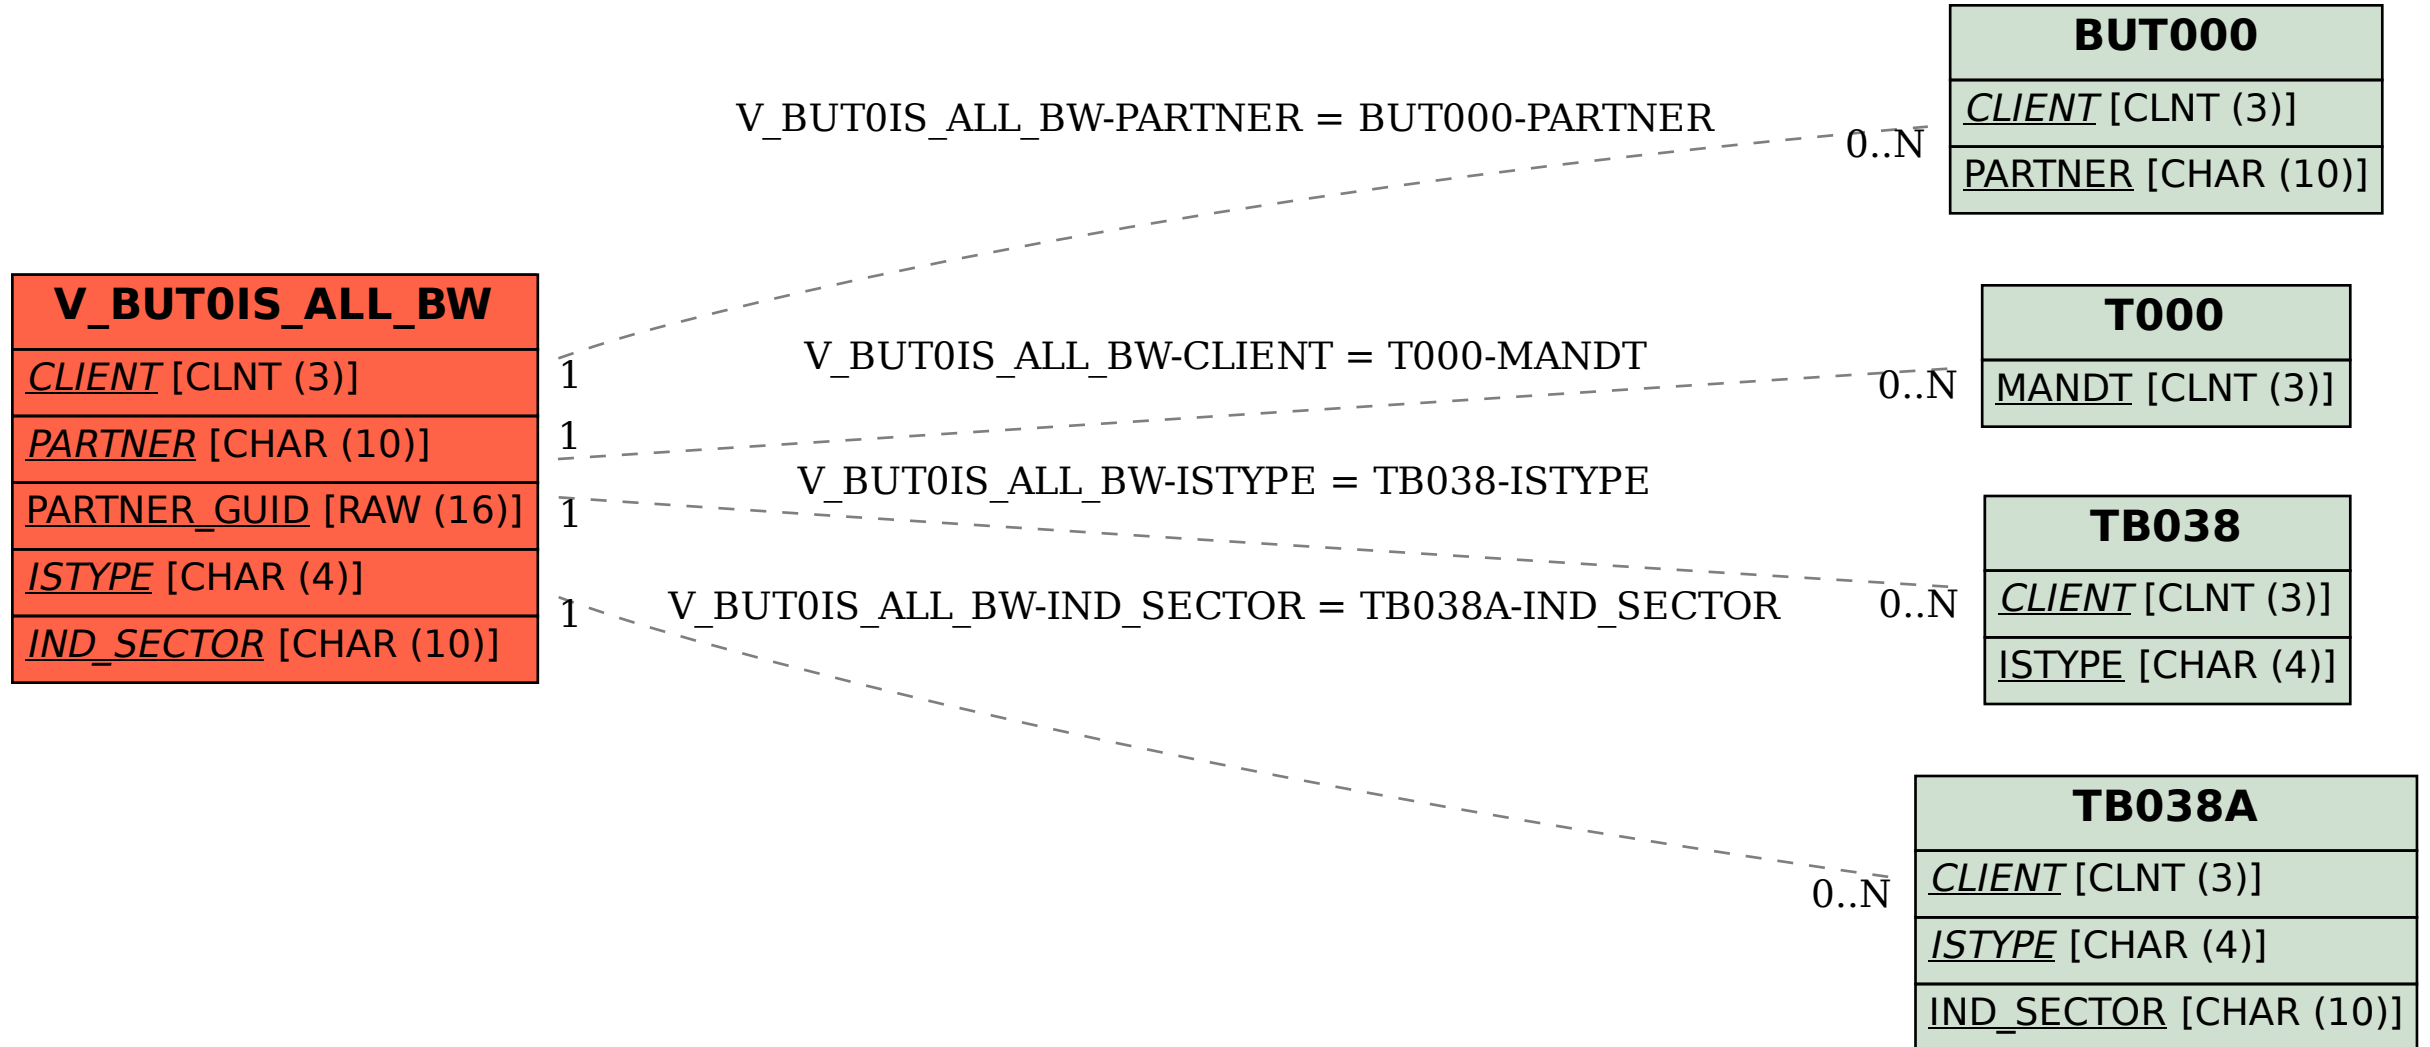 V_BUT0IS_ALL_BW
CLIENT [CLNT (3)]
PARTNER [CHAR (10)]
PARTNER_GUID [RAW (16)]
ISTYPE [CHAR (4)]
IND_SECTOR [CHAR (10)]
V_BUT0IS_ALL_BW-PARTNER = BUT000-PARTNER
1
0..N
V_BUT0IS_ALL_BW-CLIENT = T000-MANDT
1
0..N
V_BUT0IS_ALL_BW-ISTYPE = TB038-ISTYPE
1
0..N
V_BUT0IS_ALL_BW-IND_SECTOR = TB038A-IND_SECTOR
1
0..N
BUT000
CLIENT [CLNT (3)]
PARTNER [CHAR (10)]
T000
MANDT [CLNT (3)]
TB038
CLIENT [CLNT (3)]
ISTYPE [CHAR (4)]
TB038A
CLIENT [CLNT (3)]
ISTYPE [CHAR (4)]
IND_SECTOR [CHAR (10)]